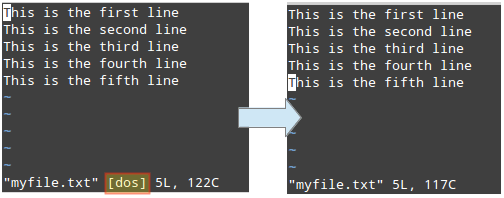 This is the first line
This is the second line
This is the third line
This is the fourth line
This is the fifth line
~
~
~
~
~
"myfile.txt" [dos] 5L, 122C
This is the first line
This is the second line
This is the third line
This is the fourth line
This is the fifth line
~
~
~
~
~
"myfile.txt" 5L, 117C